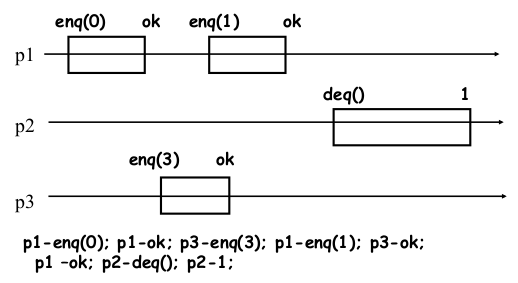 enq(0) ok enq(1) ok
p1
deq() 1
p2
enq(3) ok
p3
p1-enq(0); p1-ok; p3-enq(3); p1-enq(1); p3-ok;
p1 -ok; p2-deq(); p2-1;